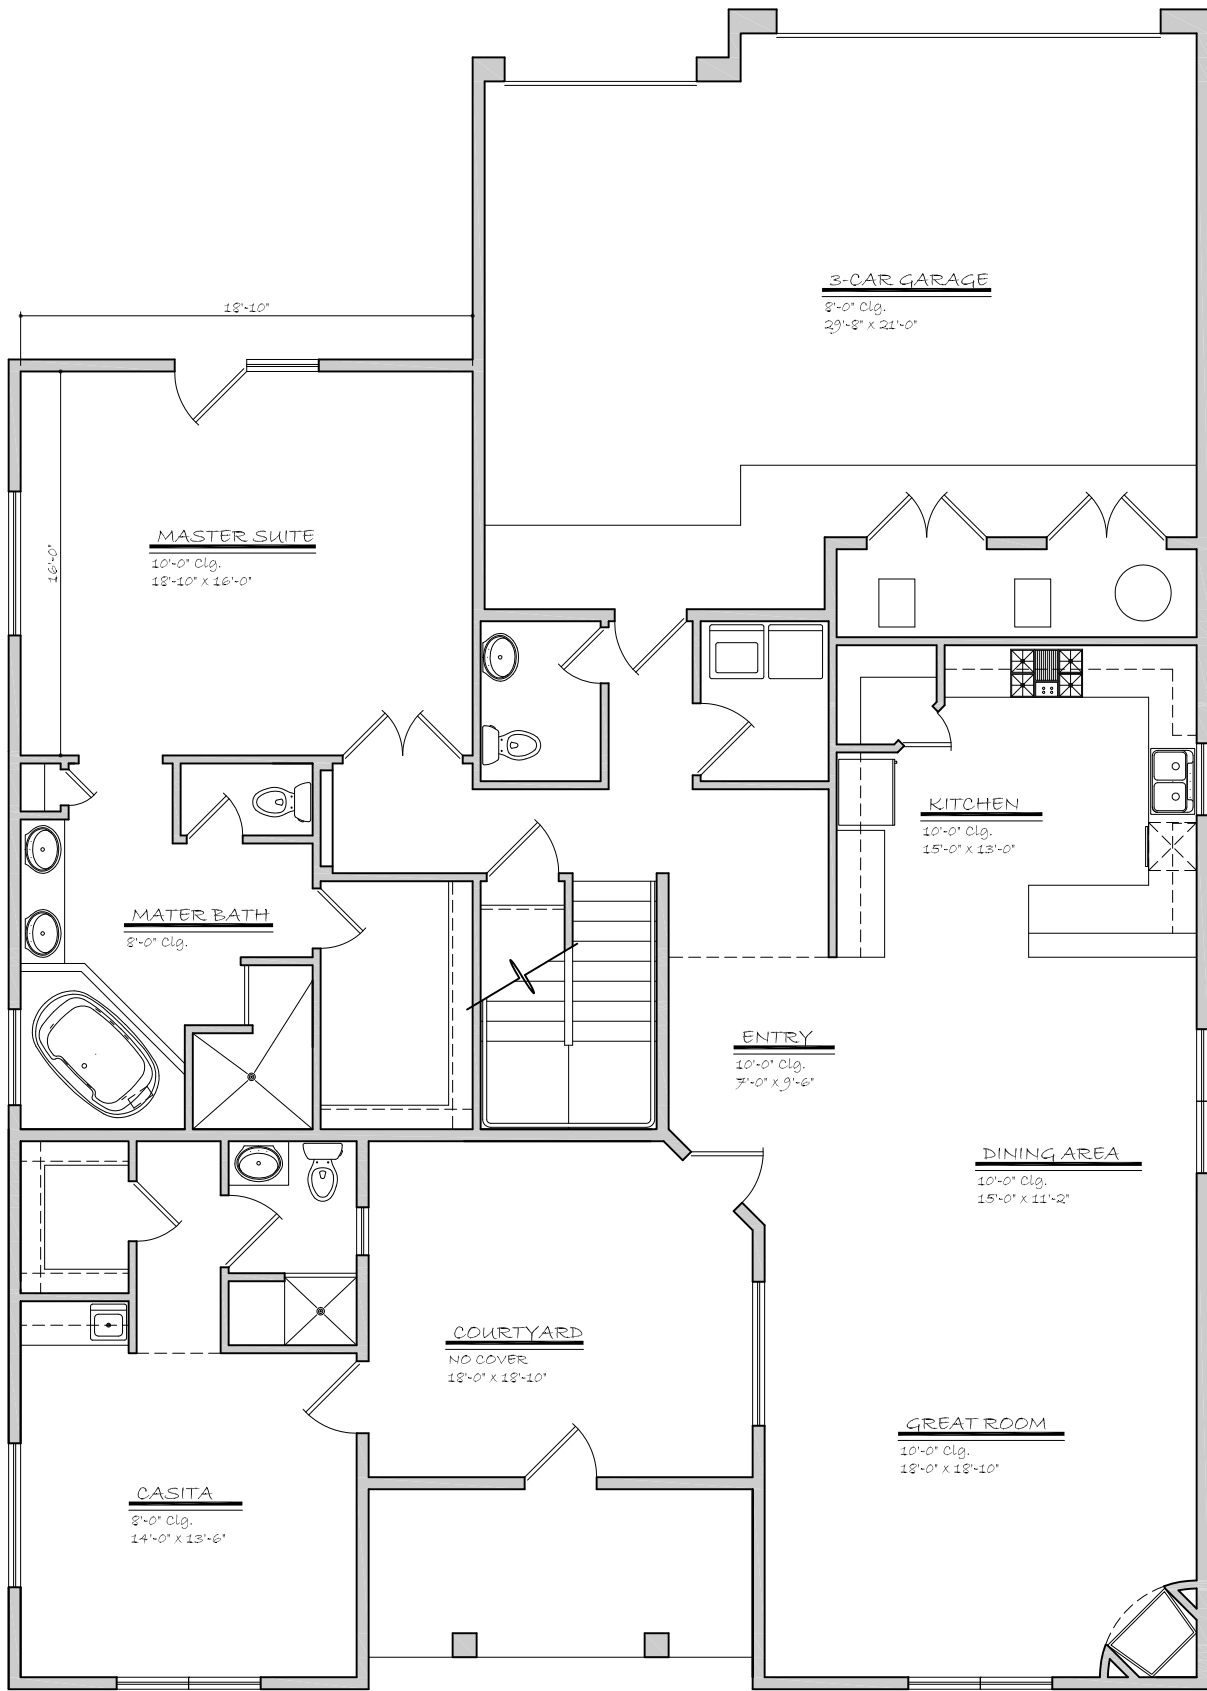 3-CAR GARAGE
8'-0" Clg.
29'-8" X 21'-0"
18'-10"
16'-0"
MASTER SUITE
10'-0" Clg.
18'-10" X 16'-0"
KITCHEN
10'-0" Clg.
15'-0" X 13'-0"
MATER BATH
8'-0" Clg.
ENTRY
10'-0" Clg.
7'-0" X 9'-6"
DINING AREA
10'-0" Clg.
15'-0" X 11'-2"
COURTYARD
NO COVER
18'-0" X 18'-10"
GREAT ROOM
10'-0" Clg.
18'-0" X 18'-10"
CASITA
8'-0" Clg.
14'-0" X 13'-6"